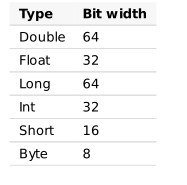 Type Bit width
Double 64
Float 32
Long 64
Int 32
Short 16
Byte 8